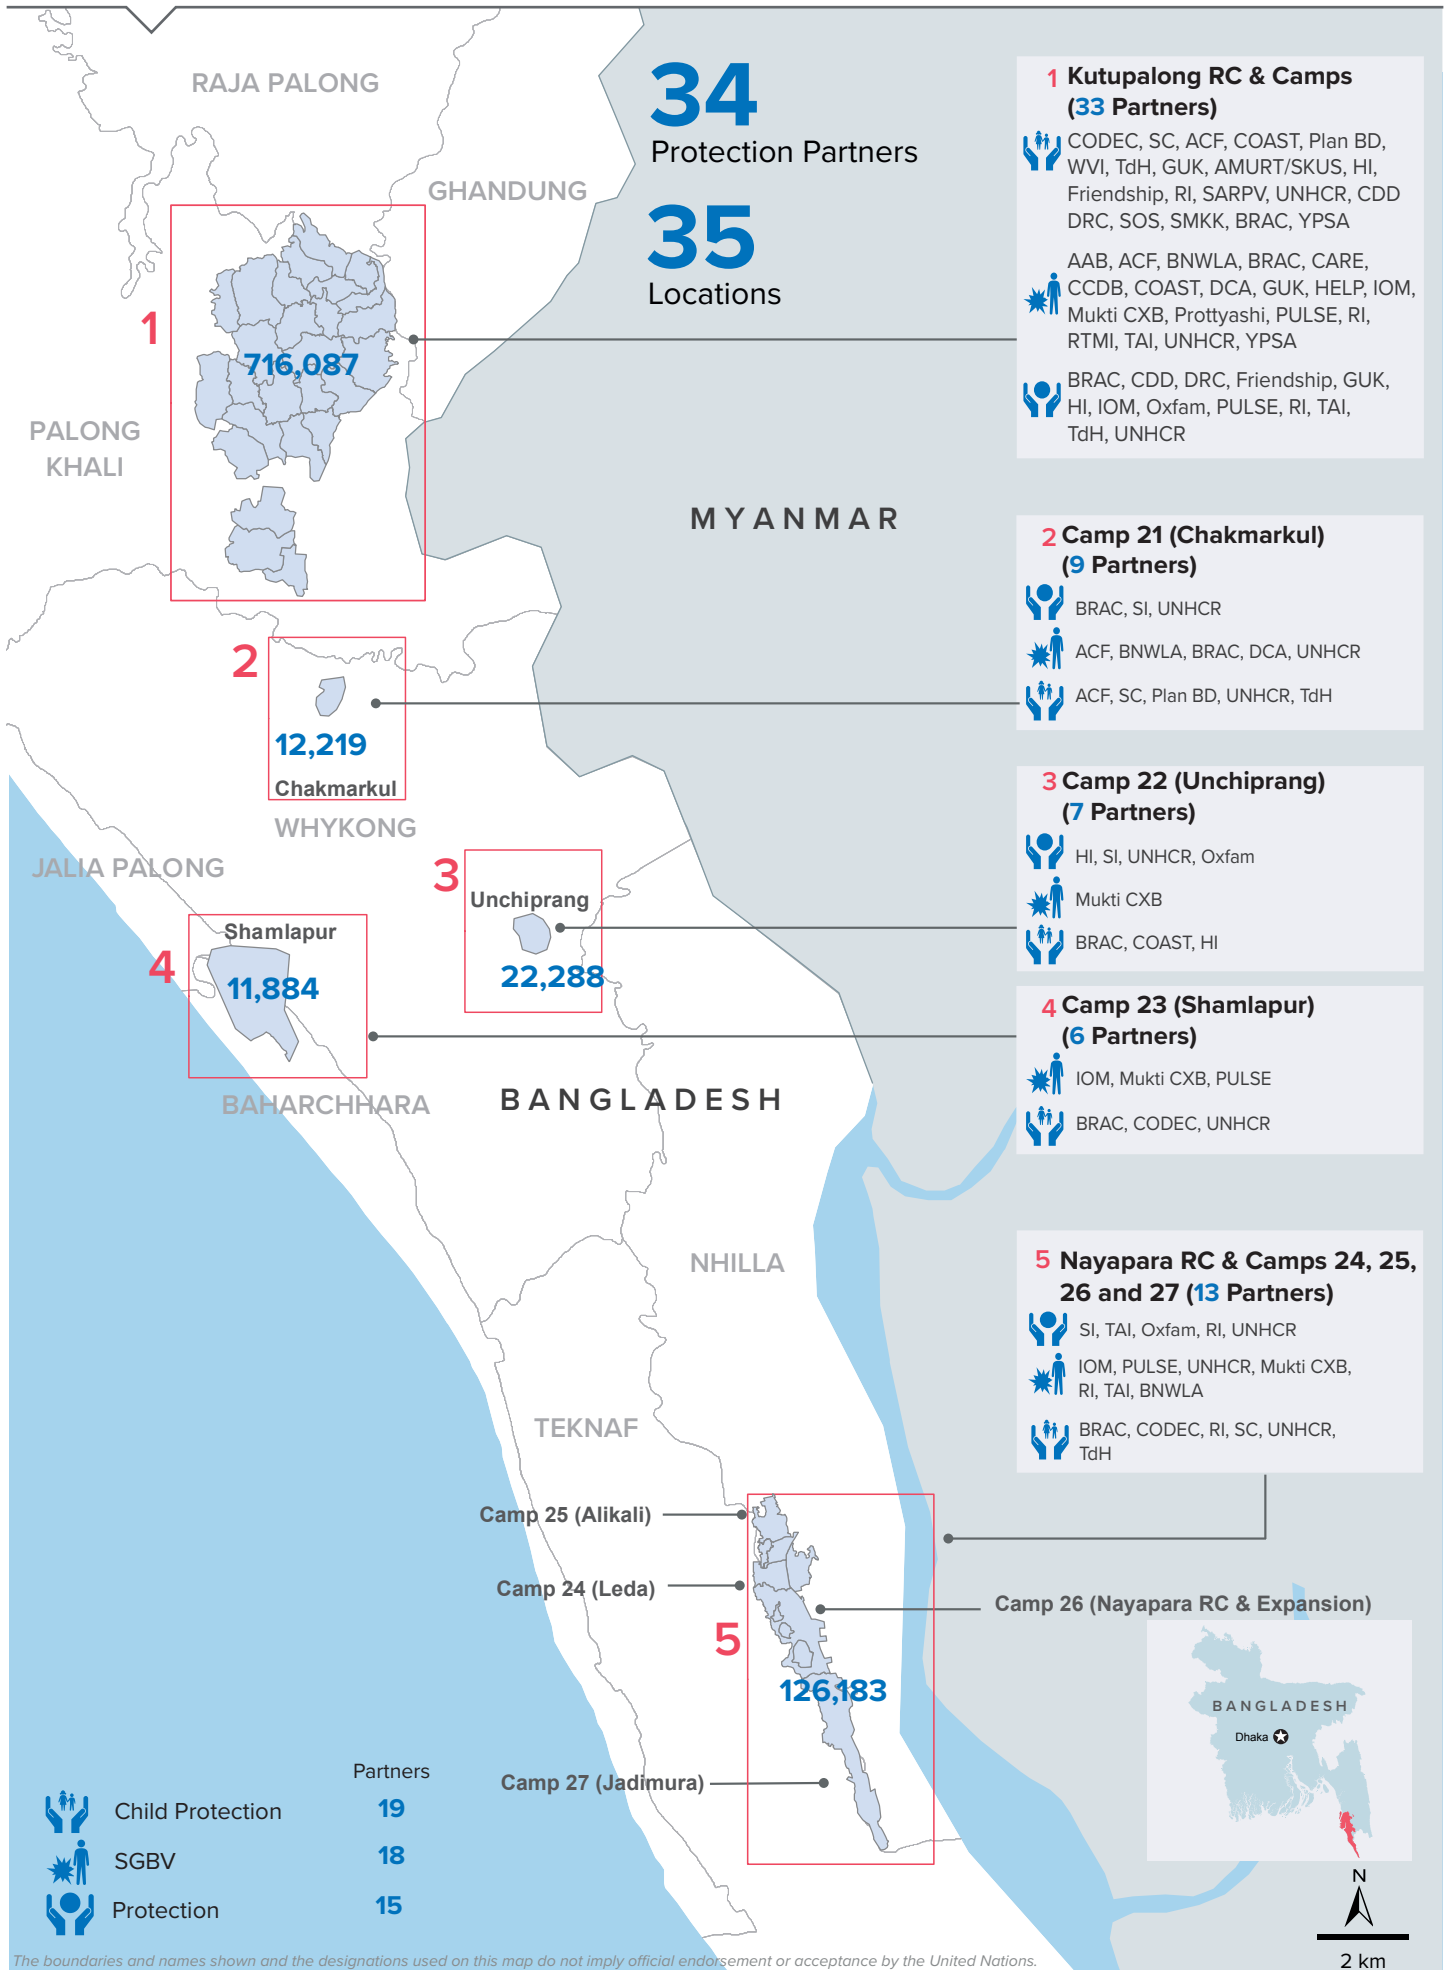 RAJA PALONG
GHANDUNG
34
Protection Partners
35
Locations
1
716,087
PALONG
KHALI
MYANMAR
2
12,219
Chakmarkul
WHYKONG
JALIA PALONG
3
Unchiprang
22,288
Shamlapur
4
11,884
BAHARCHHARA
BANGLADESH
NHILLA
TEKNAF
Camp 25 (Alikali)
Camp 24 (Leda)
Camp 26 (Nayapara RC & Expansion)
5
126,183
Camp 27 (Jadimura)
1 Kutupalong RC & Camps
(33 Partners)
CODEC, SC, ACF, COAST, Plan BD,
WVI, TdH, GUK, AMURT/SKUS, HI,
Friendship, RI, SARPV, UNHCR, CDD
DRC, SOS, SMKK, BRAC, YPSA
AAB, ACF, BNWLA, BRAC, CARE,
CCDB, COAST, DCA, GUK, HELP, IOM,
Mukti CXB, Prottyashi, PULSE, RI,
RTMI, TAI, UNHCR, YPSA
BRAC, CDD, DRC, Friendship, GUK,
HI, IOM, Oxfam, PULSE, RI, TAI,
TdH, UNHCR
2 Camp 21 (Chakmarkul)
(9 Partners)
BRAC, SI, UNHCR
ACF, BNWLA, BRAC, DCA, UNHCR
ACF, SC, Plan BD, UNHCR, TdH
3 Camp 22 (Unchiprang)
(7 Partners)
HI, SI, UNHCR, Oxfam
Mukti CXB
BRAC, COAST, HI
4 Camp 23 (Shamlapur)
(6 Partners)
IOM, Mukti CXB, PULSE
BRAC, CODEC, UNHCR
5 Nayapara RC & Camps 24, 25,
26 and 27 (13 Partners)
SI, TAI, Oxfam, RI, UNHCR
IOM, PULSE, UNHCR, Mukti CXB,
RI, TAI, BNWLA
BRAC, CODEC, RI, SC, UNHCR,
TdH
BANGLADESH
Dhaka
Partners
Child Protection 19
SGBV 18
Protection 15
N
2 km
The boundaries and names shown and the designations used on this map do not imply official endorsement or acceptance by the United Nations.